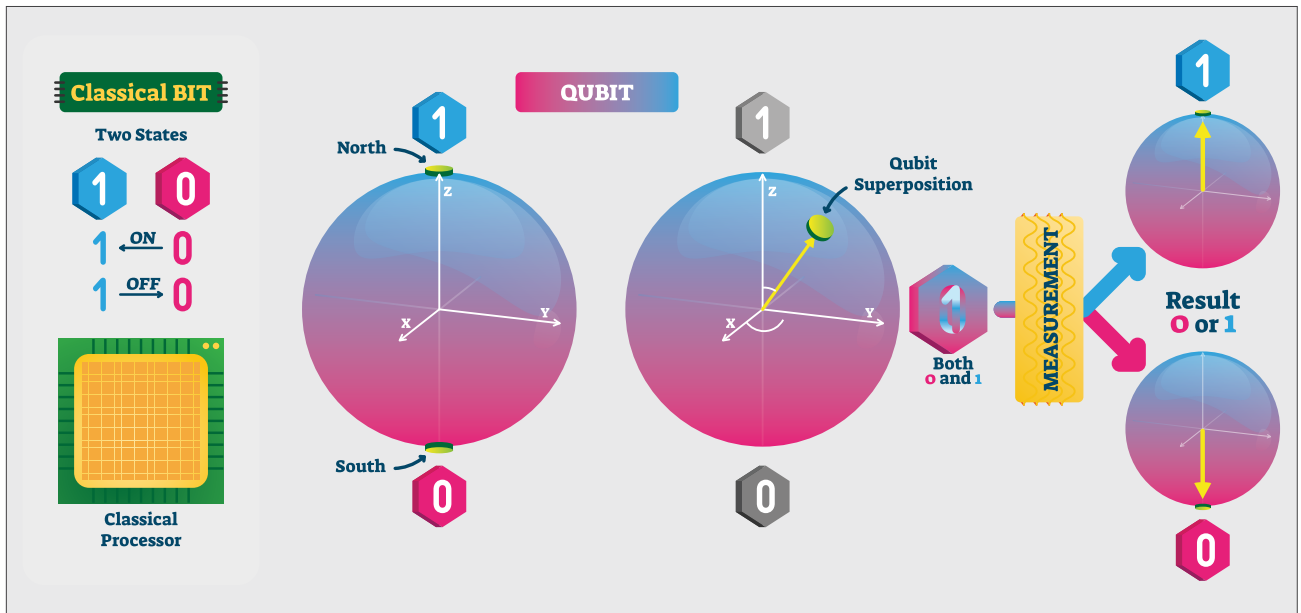 Classical BIT
Two States
1 0
1 ON 0
1 OFF 0
Classical
Processor
QUBIT
1
North
Z
X
Y
South
0
1
Qubit
Superposition
Z
X
Y
0
Both
0 and 1
MEASUREMENT
1
Result
0 or 1
0